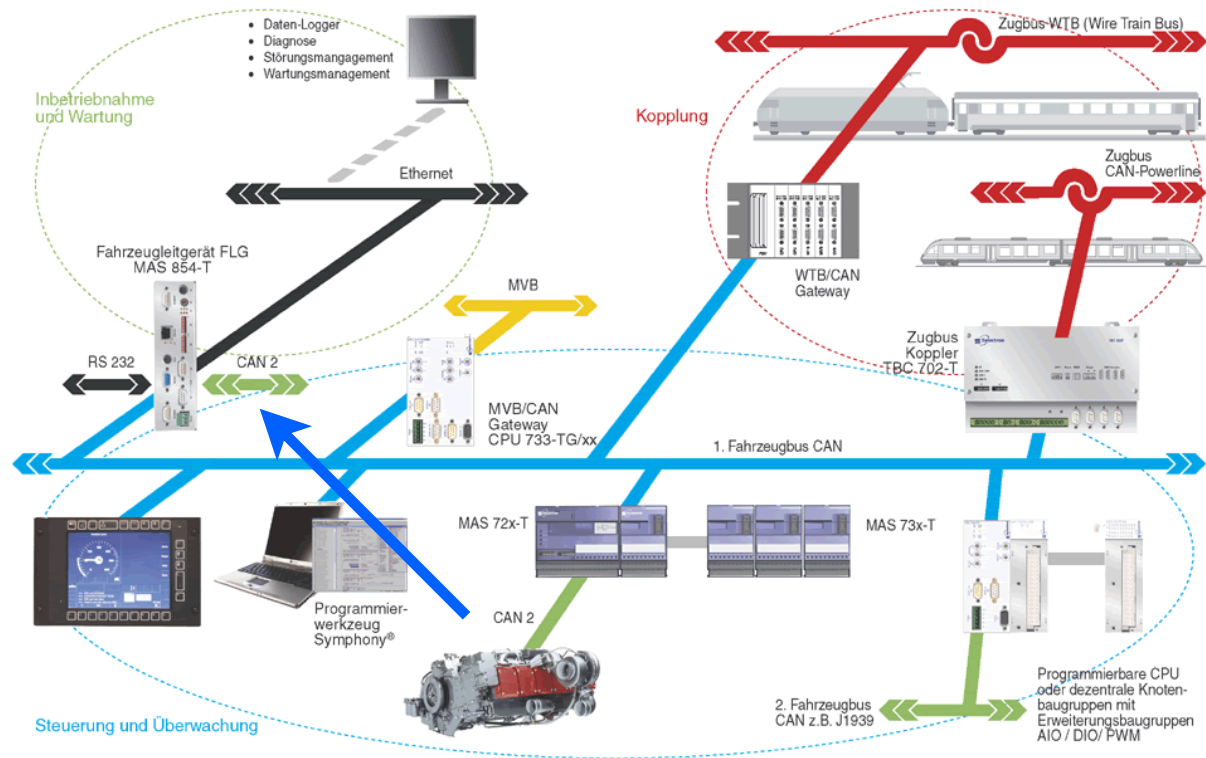 • Daten-Logger
• Diagnose
• Störungsmangagement
• Wartungsmanagement
Inbetriebnahme
und Wartung
Ethernet
Fahrzeugleitgerät FLG
MAS 854-T
RS 232
CAN 2
MVB
MVB/CAN
Gateway
CPU 733-TG/xx
Zugbus-WTB (Wire Train Bus)
Kopplung
Zugbus
CAN-Powerline
WTB/CAN
Gateway
Zugbus
Koppler
TBC 702-T
1. Fahrzeugbus CAN
MAS 72x-T
MAS 73x-T
Programmier-
werkzeug
Symphony®
CAN 2
Steuerung und Überwachung
2. Fahrzeugbus
CAN z.B. J1939
Programmierbare CPU
oder dezentrale Knoten-
baugruppen mit
Erweiterungsbaugruppen
AIO / DIO/ PWM